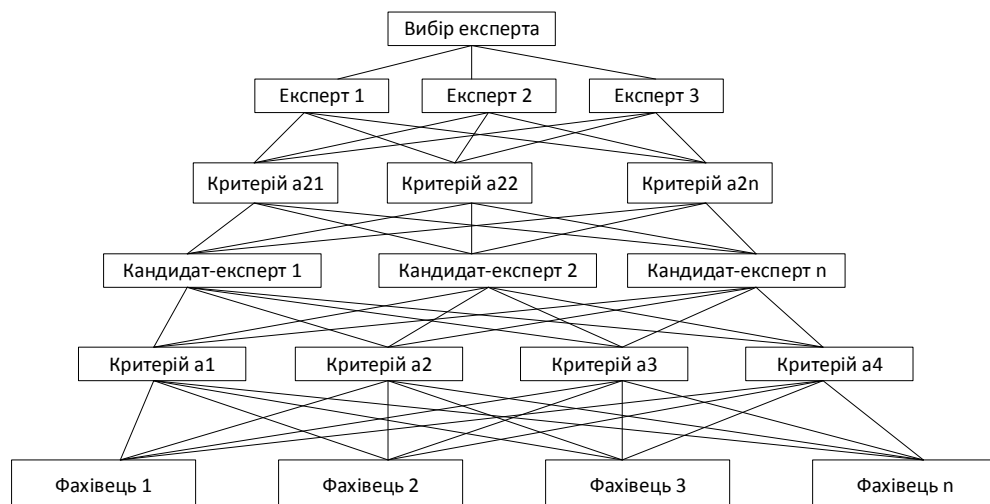 Вибір експерта
Експерт 1
Експерт 2
Експерт 3
Критерій а21
Критерій а22
Критерій а2n
Кандидат-експерт 1
Кандидат-експерт 2
Кандидат-експерт n
Критерій а1
Критерій а2
Критерій а3
Критерій а4
Фахівець 1
Фахівець 2
Фахівець 3
Фахівець n